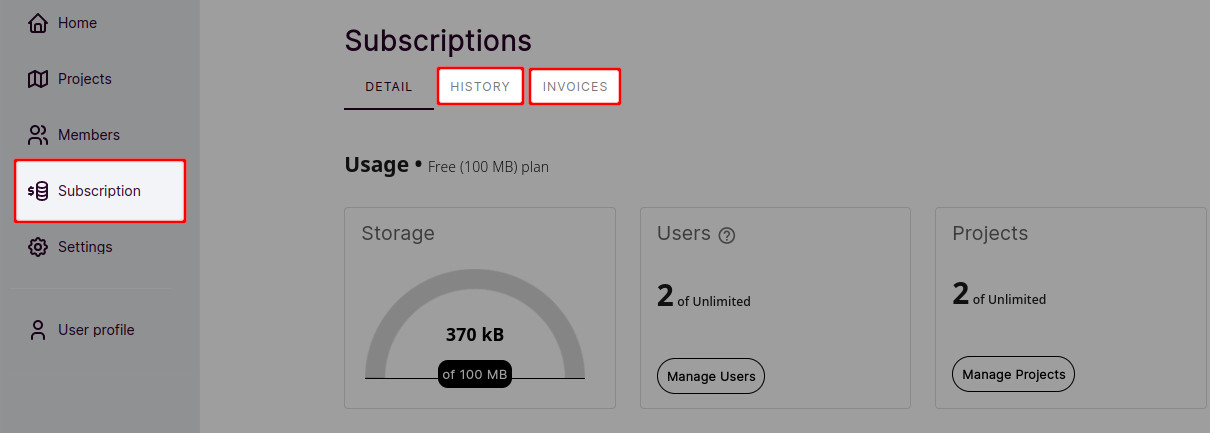 Home
Projects
Members
$ Subscription
Settings
User profile
Subscriptions
DETAIL HISTORY INVOICES
Usage • Free (100 MB) plan
Storage
370 kB
of 100 MB
Users ?
2 of Unlimited
Manage Users
Projects
2 of Unlimited
Manage Projects